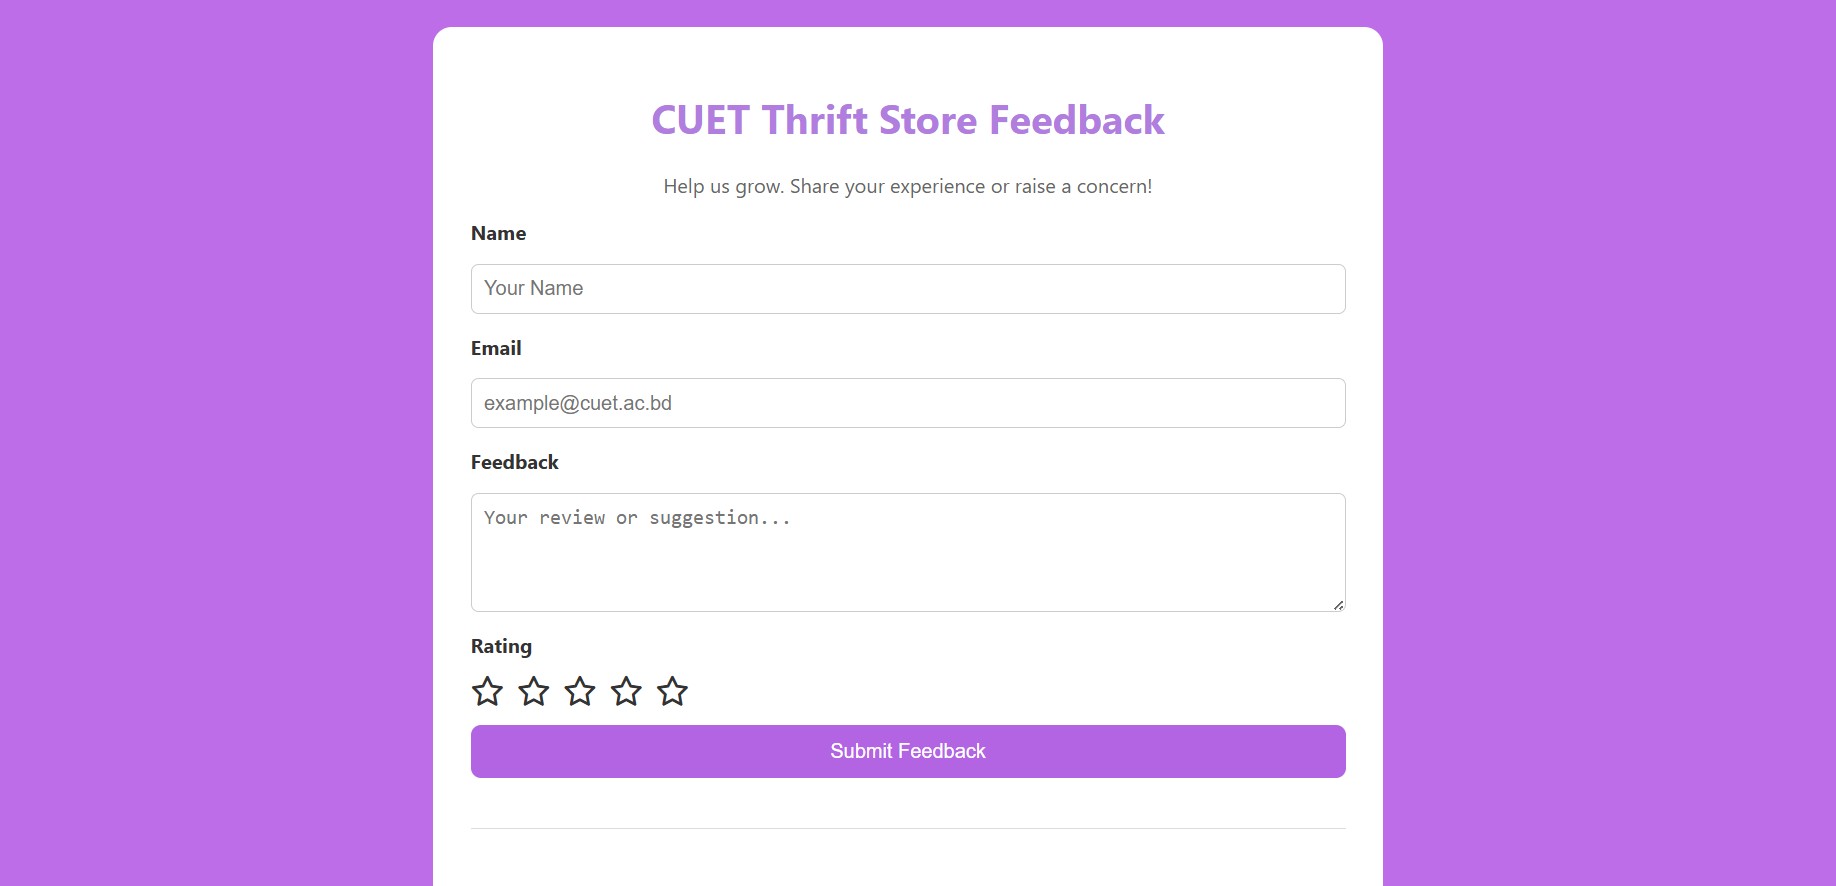 CUET Thrift Store Feedback
Help us grow. Share your experience or raise a concern!
Name
Your Name
Email
example@cuet.ac.bd
Feedback
Your review or suggestion...
Rating
Submit Feedback